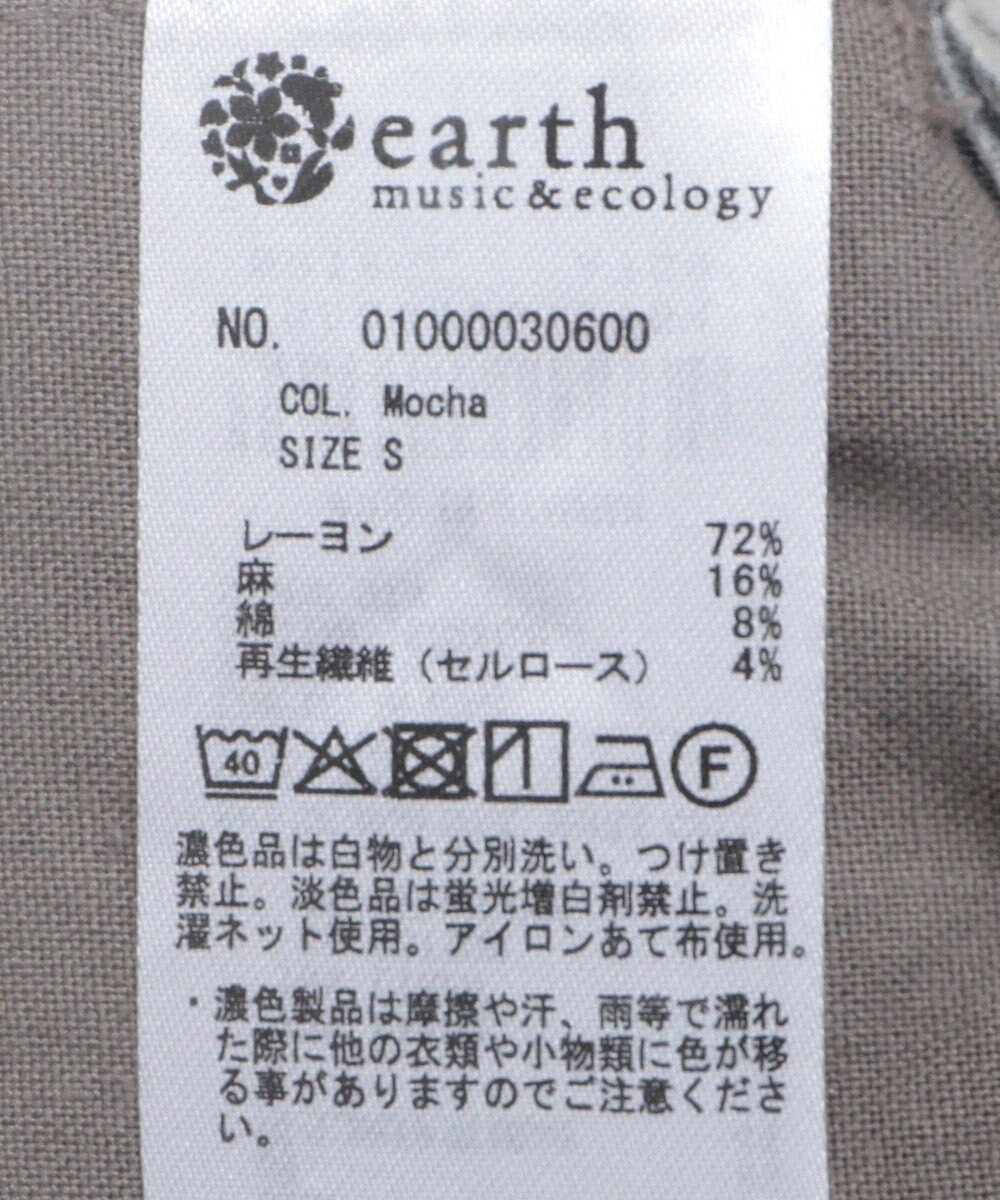 earth
music&ecology
NO. 01000030600
COL. Mocha
SIZE S
レーヨン 72%
麻 16%
綿 8%
再生繊維（セルロース） 4%
40 F
濃色品は白物と分別洗い。つけ置き
禁止。淡色品は蛍光増白剤禁止。洗
濯ネット使用。アイロンあて布使用。
・濃色製品は摩擦や汗、雨等で濡れ
た際に他の衣類や小物類に色が移
る事がありますのでご注意くださ
い。